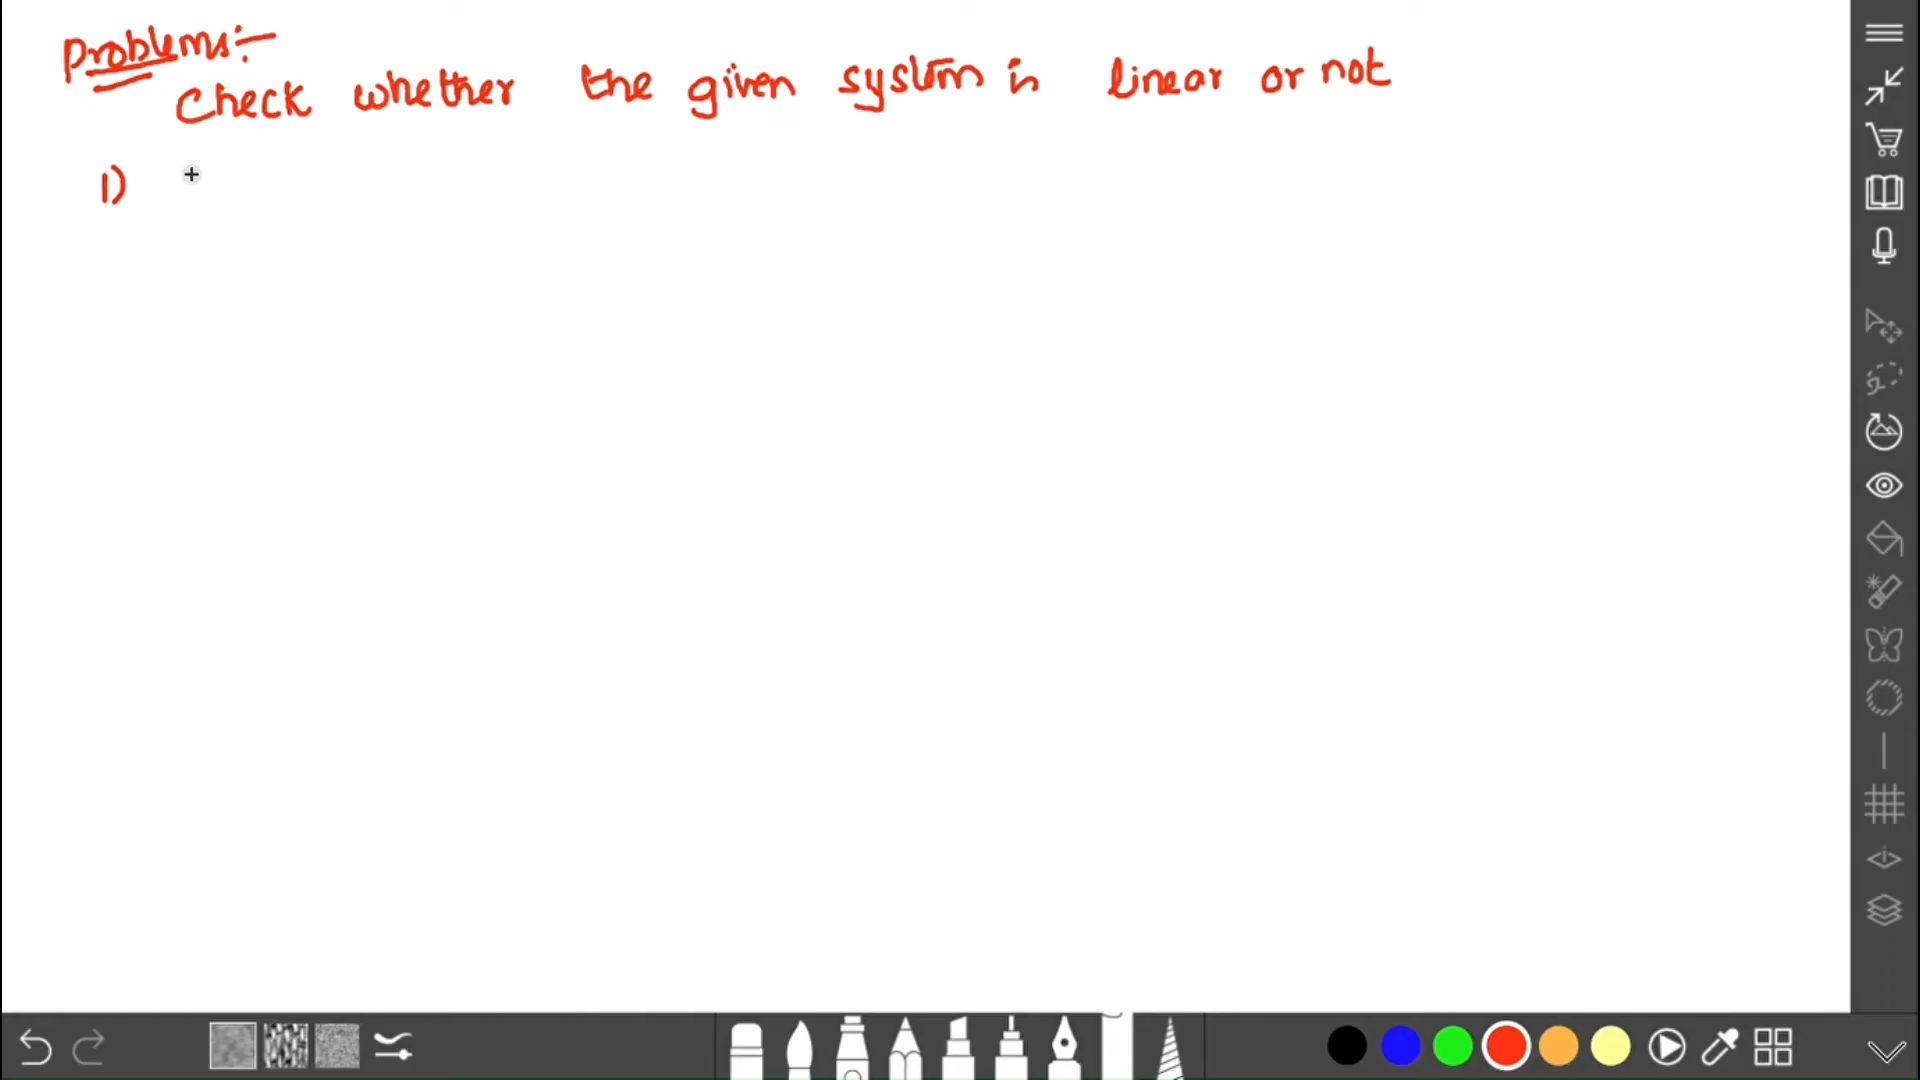 Problems:-
Check whether the given system is linear or not
1)